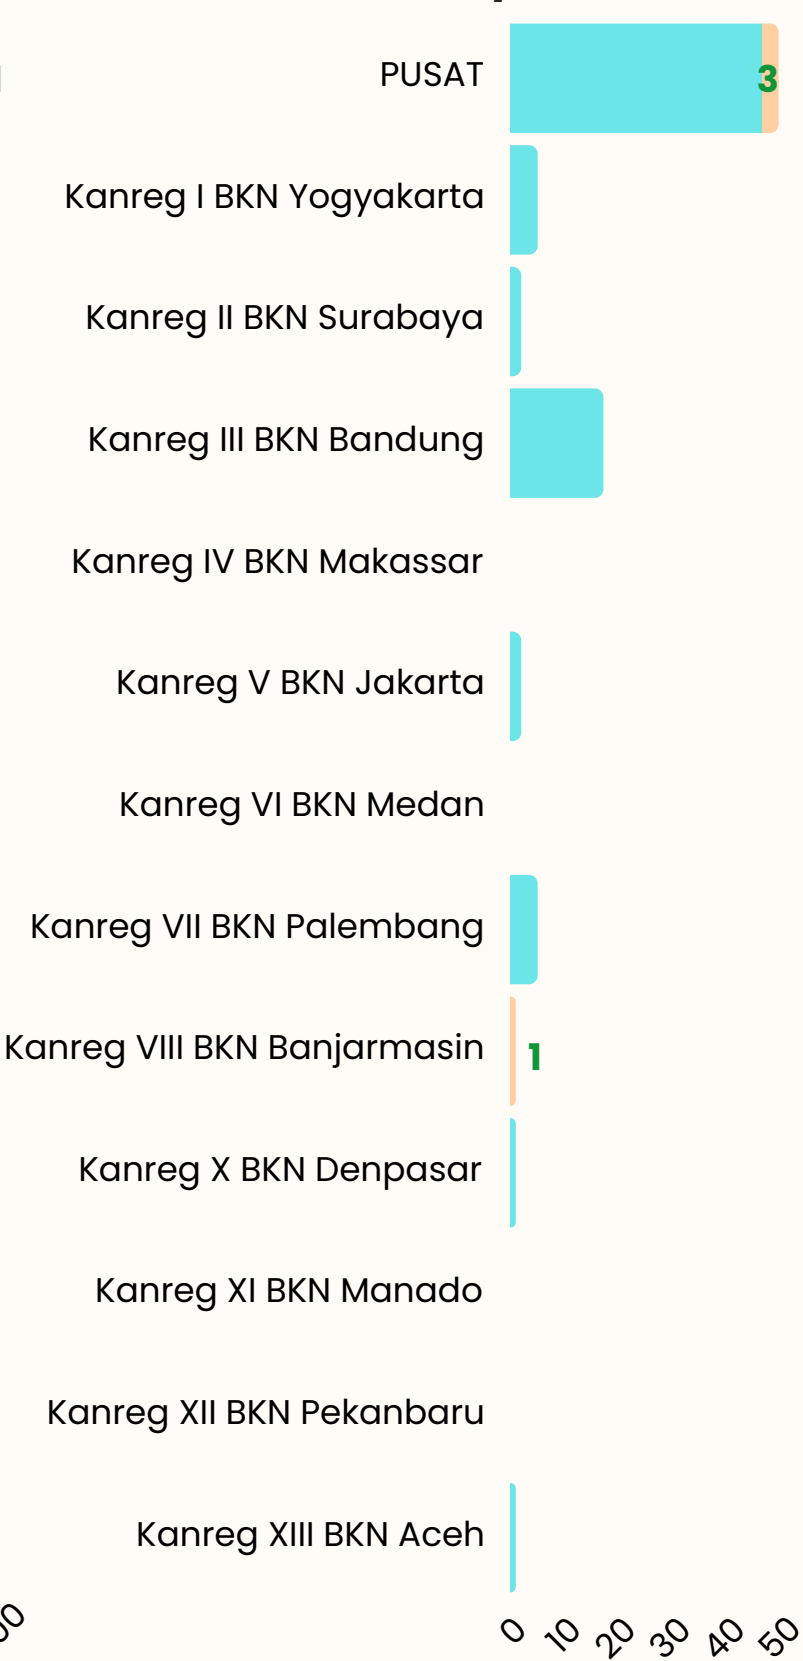 PUSAT
3
Kanreg I BKN Yogyakarta
Kanreg II BKN Surabaya
Kanreg III BKN Bandung
Kanreg IV BKN Makassar
Kanreg V BKN Jakarta
Kanreg VI BKN Medan
Kanreg VII BKN Palembang
Kanreg VIII BKN Banjarmasin
1
Kanreg X BKN Denpasar
Kanreg XI BKN Manado
Kanreg XII BKN Pekanbaru
Kanreg XIII BKN Aceh
0 10 20 30 40 50